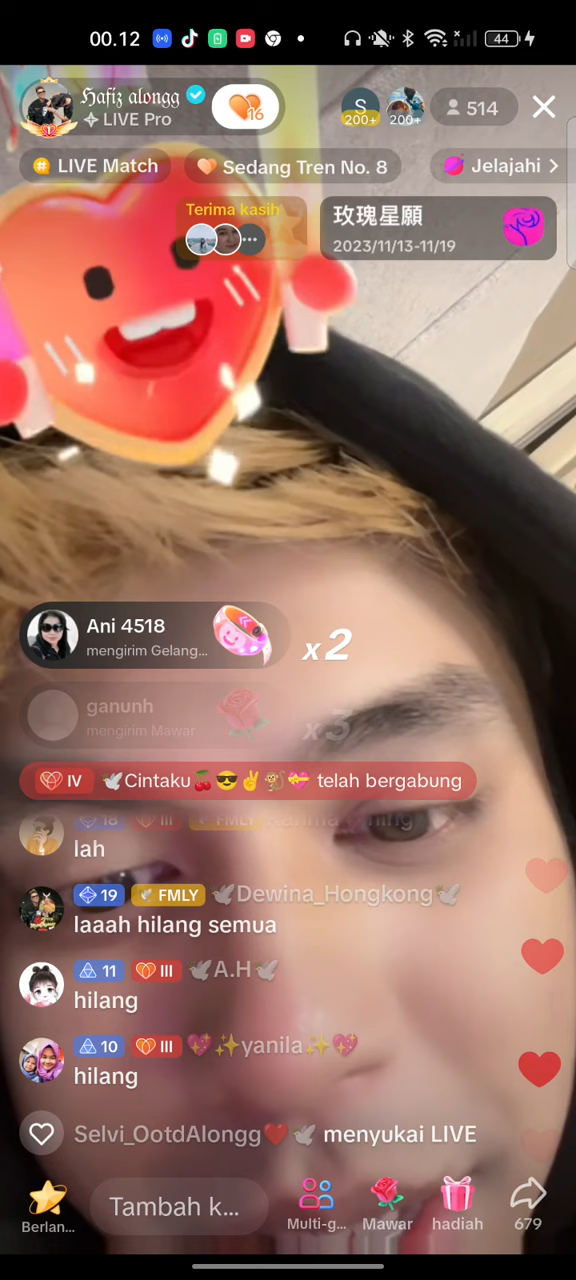 00.12
44
Hafiz alongg
LIVE Pro
16
S
200+
200+
514
LIVE Match
Sedang Tren No. 8
Jelajahi
Terima kasih
玫瑰星願
2023/11/13-11/19
Ani 4518
mengirim Gelang...
x2
ganunh
mengirim Mawar
x3
IV 🕊️Cintaku🍒😎✌️🐒💝 telah bergabung
18 III FMLY
lah
19 FMLY 🕊️Dewina_Hongkong🕊️
laaah hilang semua
11 III 🕊️A.H🕊️
hilang
10 III 💖✨yanila✨💖
hilang
Selvi_OotdAlongg❤️🕊️ menyukai LIVE
Berlan...
Tambah k...
Multi-g...
Mawar
hadiah
679